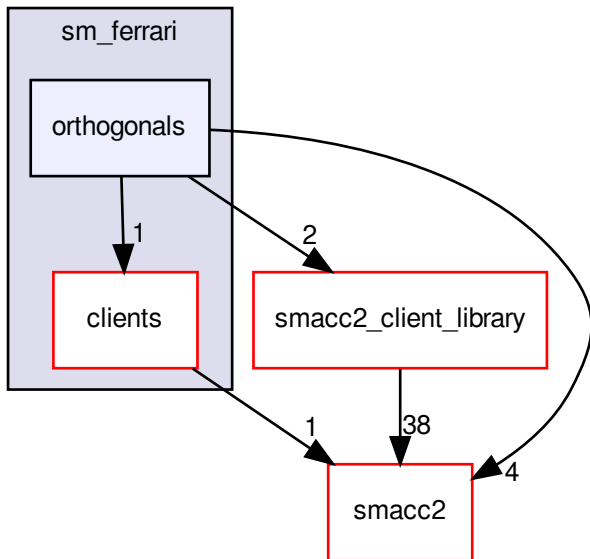 sm_ferrari
orthogonals
1
2
clients
smacc2_client_library
1
38
4
smacc2